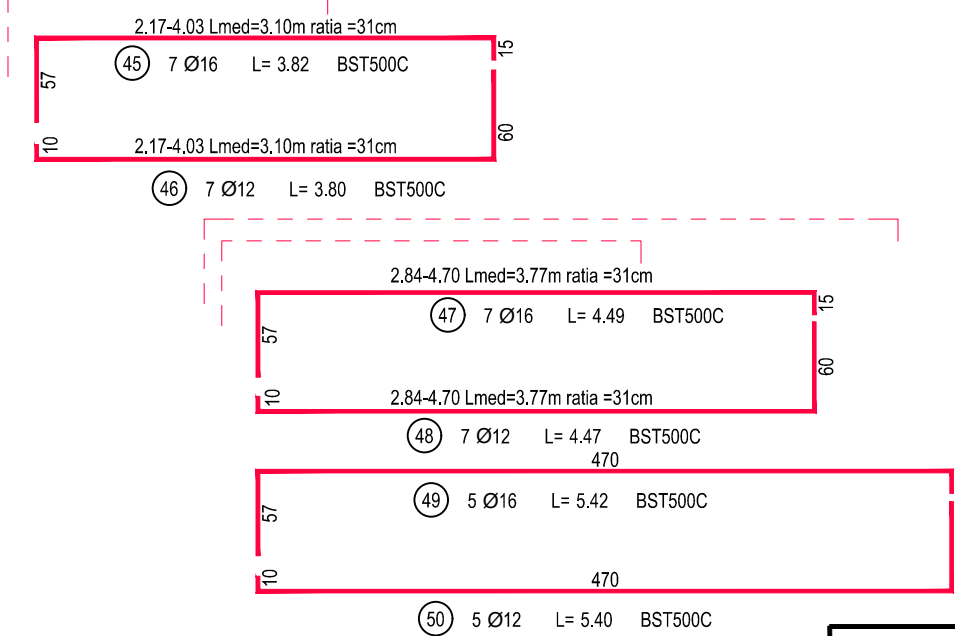 2.17-4.03 Lmed=3.10m ratia =31cm
15
45 7 Ø16 L= 3.82 BST500C
57
10
60
2.17-4.03 Lmed=3.10m ratia =31cm
46 7 Ø12 L= 3.80 BST500C
2.84-4.70 Lmed=3.77m ratia =31cm
15
47 7 Ø16 L= 4.49 BST500C
57
60
10
2.84-4.70 Lmed=3.77m ratia =31cm
48 7 Ø12 L= 4.47 BST500C
470
49 5 Ø16 L= 5.42 BST500C
57
10
470
50 5 Ø12 L= 5.40 BST500C